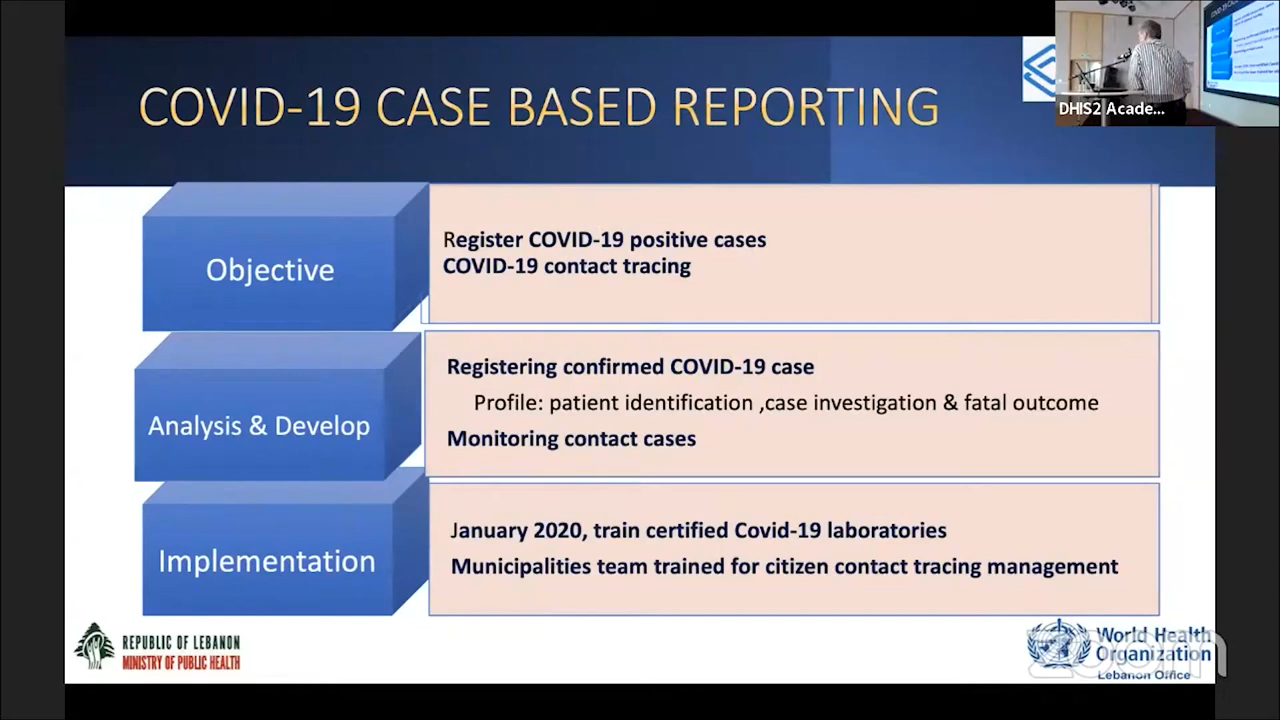 COVID-19 CASE BASED REPORTING
DHIS2 Acade...
Objective
Register COVID-19 positive cases
COVID-19 contact tracing
Analysis & Develop
Registering confirmed COVID-19 case
Profile: patient identification ,case investigation & fatal outcome
Monitoring contact cases
Implementation
January 2020, train certified Covid-19 laboratories
Municipalities team trained for citizen contact tracing management
REPUBLIC OF LEBANON
MINISTRY OF PUBLIC HEALTH
World Health
Organization
Lebanon Office
zoom